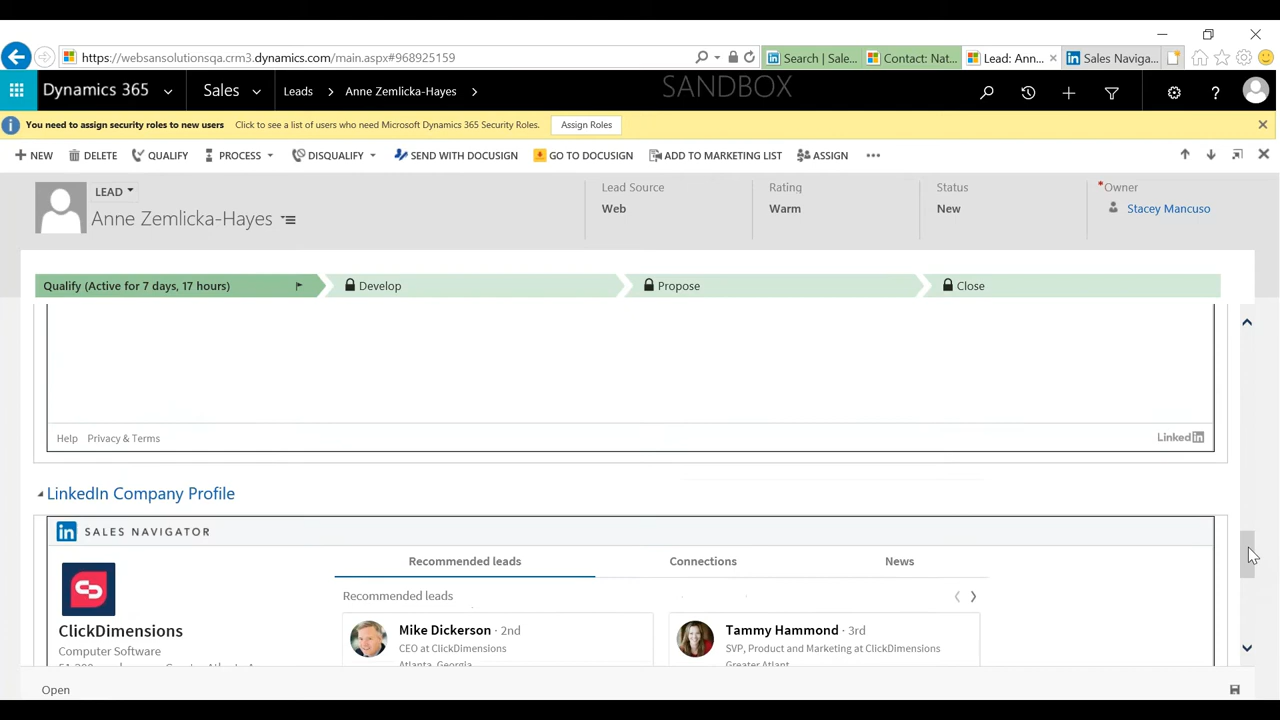 https://websansolutionsqa.crm3.dynamics.com/main.aspx#968925159
Search | Sale...
Contact: Nat...
Lead: Ann...
Sales Naviga...
Dynamics 365
Sales
Leads
Anne Zemlicka-Hayes
SANDBOX
You need to assign security roles to new users
Click to see a list of users who need Microsoft Dynamics 365 Security Roles.
Assign Roles
NEW
DELETE
QUALIFY
PROCESS
DISQUALIFY
SEND WITH DOCUSIGN
GO TO DOCUSIGN
ADD TO MARKETING LIST
ASSIGN
LEAD
Anne Zemlicka-Hayes
Lead Source
Web
Rating
Warm
Status
New
*Owner
Stacey Mancuso
Qualify (Active for 7 days, 17 hours)
Develop
Propose
Close
Help
Privacy & Terms
Linked in
LinkedIn Company Profile
in SALES NAVIGATOR
Recommended leads
Connections
News
ClickDimensions
Computer Software
Recommended leads
Mike Dickerson · 2nd
CEO at ClickDimensions
Atlanta, Georgia
Tammy Hammond · 3rd
SVP, Product and Marketing at ClickDimensions
Greater Atlant
Open